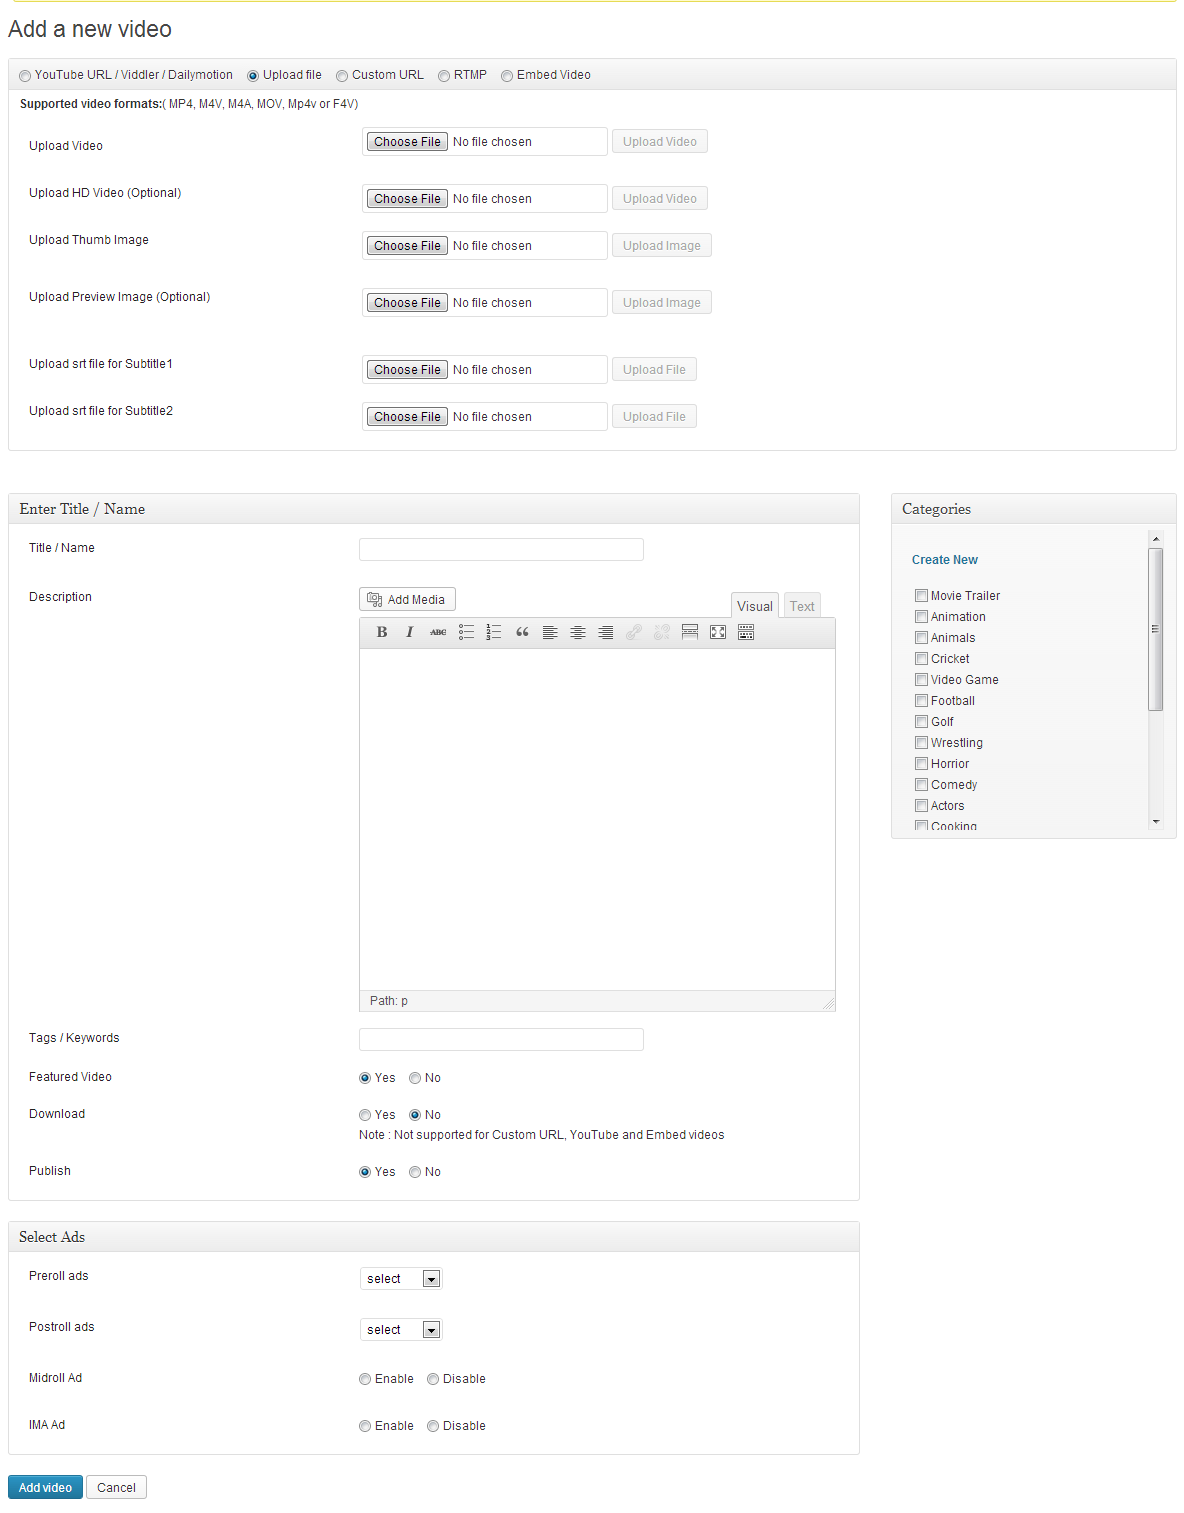 Add a new video
YouTube URL / Viddler / Dailymotion Upload file Custom URL RTMP Embed Video
Supported video formats:( MP4, M4V, M4A, MOV, Mp4v or F4V)
Upload Video Choose File No file chosen Upload Video
Upload HD Video (Optional) Choose File No file chosen Upload Video
Upload Thumb Image Choose File No file chosen Upload Image
Upload Preview Image (Optional) Choose File No file chosen Upload Image
Upload srt file for Subtitle1 Choose File No file chosen Upload File
Upload srt file for Subtitle2 Choose File No file chosen Upload File
Enter Title / Name
Title / Name
Description Add Media Visual Text
B I ABC
Path: p
Tags / Keywords
Featured Video Yes No
Download Yes No
Note : Not supported for Custom URL, YouTube and Embed videos
Publish Yes No
Categories
Create New
Movie Trailer
Animation
Animals
Cricket
Video Game
Football
Golf
Wrestling
Horrior
Comedy
Actors
Cooking
Select Ads
Preroll ads select
Postroll ads select
Midroll Ad Enable Disable
IMA Ad Enable Disable
Add video Cancel